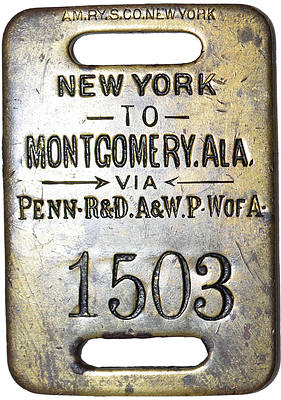 AM.RY.S.CO.NEW YORK
NEW YORK
—TO—
MONTGOMERY.ALA.
VIA
PENN·R&D.A&W.P·W OF A·
1503